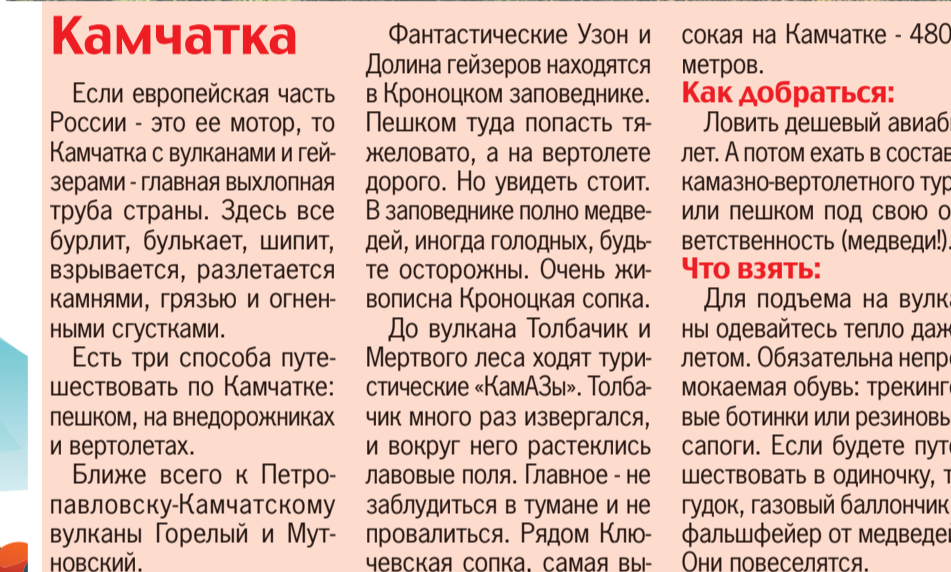 Камчатка
Если европейская часть
России - это ее мотор, то
Камчатка с вулканами и гей-
зерами - главная выхлопная
труба страны. Здесь все
бурлит, булькает, шипит,
взрывается, разлетается
камнями, грязью и огнен-
ными сгустками.
Есть три способа путе-
шествовать по Камчатке:
пешком, на внедорожниках
и вертолетах.
Ближе всего к Петро-
павловску-Камчатскому
вулканы Горелый и Мут-
новский.
Фантастические Узон и
Долина гейзеров находятся
в Кроноцком заповеднике.
Пешком туда попасть тя-
желовато, а на вертолете
дорого. Но увидеть стоит.
В заповеднике полно медве-
дей, иногда голодных, будь-
те осторожны. Очень жи-
вописна Кроноцкая сопка.
До вулкана Толбачик и
Мертвого леса ходят тури-
стические «КамАЗы». Толба-
чик много раз извергался,
и вокруг него растеклись
лавовые поля. Главное - не
заблудиться в тумане и не
провалиться. Рядом Клю-
чевская сопка, самая вы-
сокая на Камчатке - 480
метров.
Как добраться:
Ловить дешевый авиаб
лет. А потом ехать в состав
камазно-вертолетного тур
или пешком под свою о
ветственность (медведи!).
Что взять:
Для подъема на вулка
ны одевайтесь тепло даж
летом. Обязательна непр
мокаемая обувь: трекинг
вые ботинки или резиновы
сапоги. Если будете пут
шествовать в одиночку, т
гудок, газовый баллончик
фальшфейер от медведе
Они повеселятся.